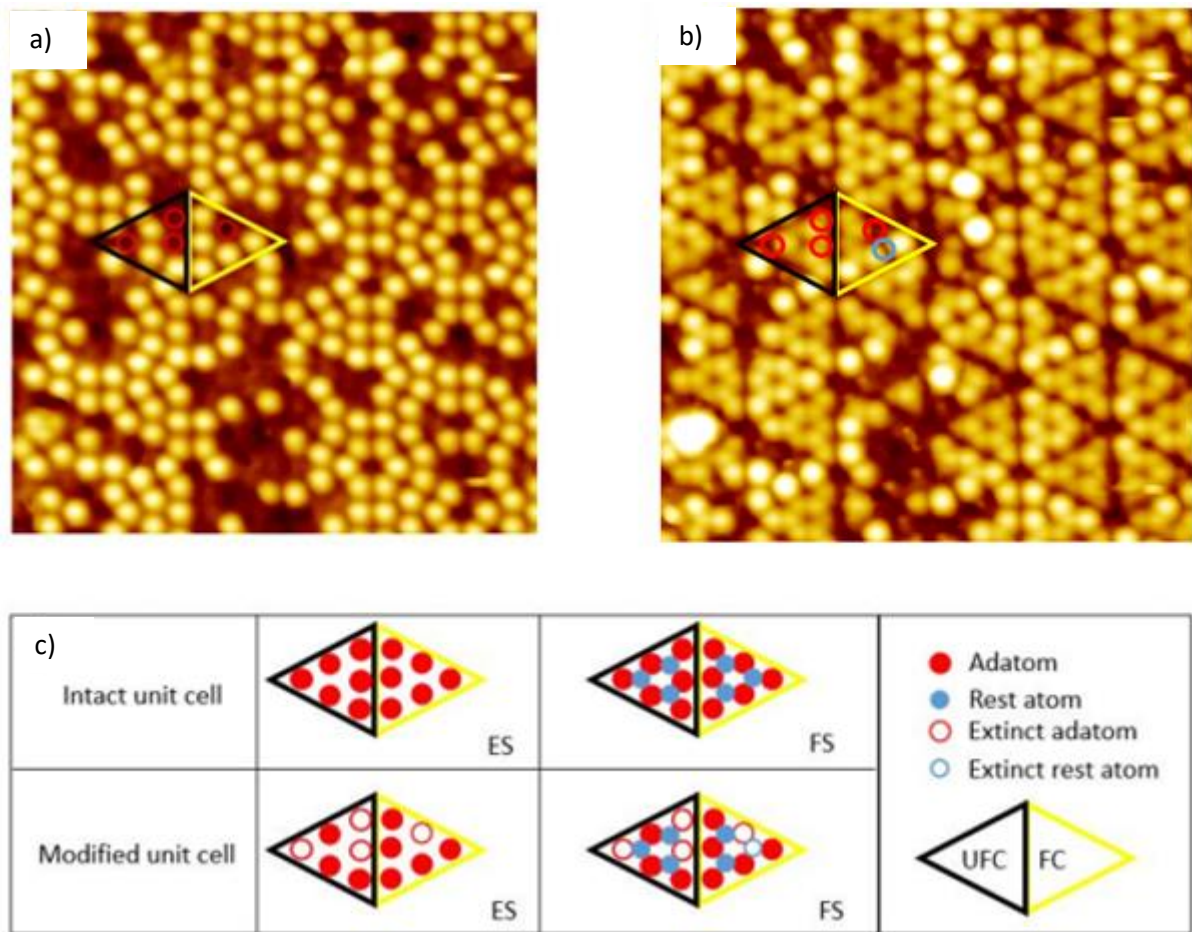 a)
b)
c)
Intact unit cell
ES
FS
Adatom
Rest atom
Extinct adatom
Extinct rest atom
Modified unit cell
ES
FS
UFC
FC